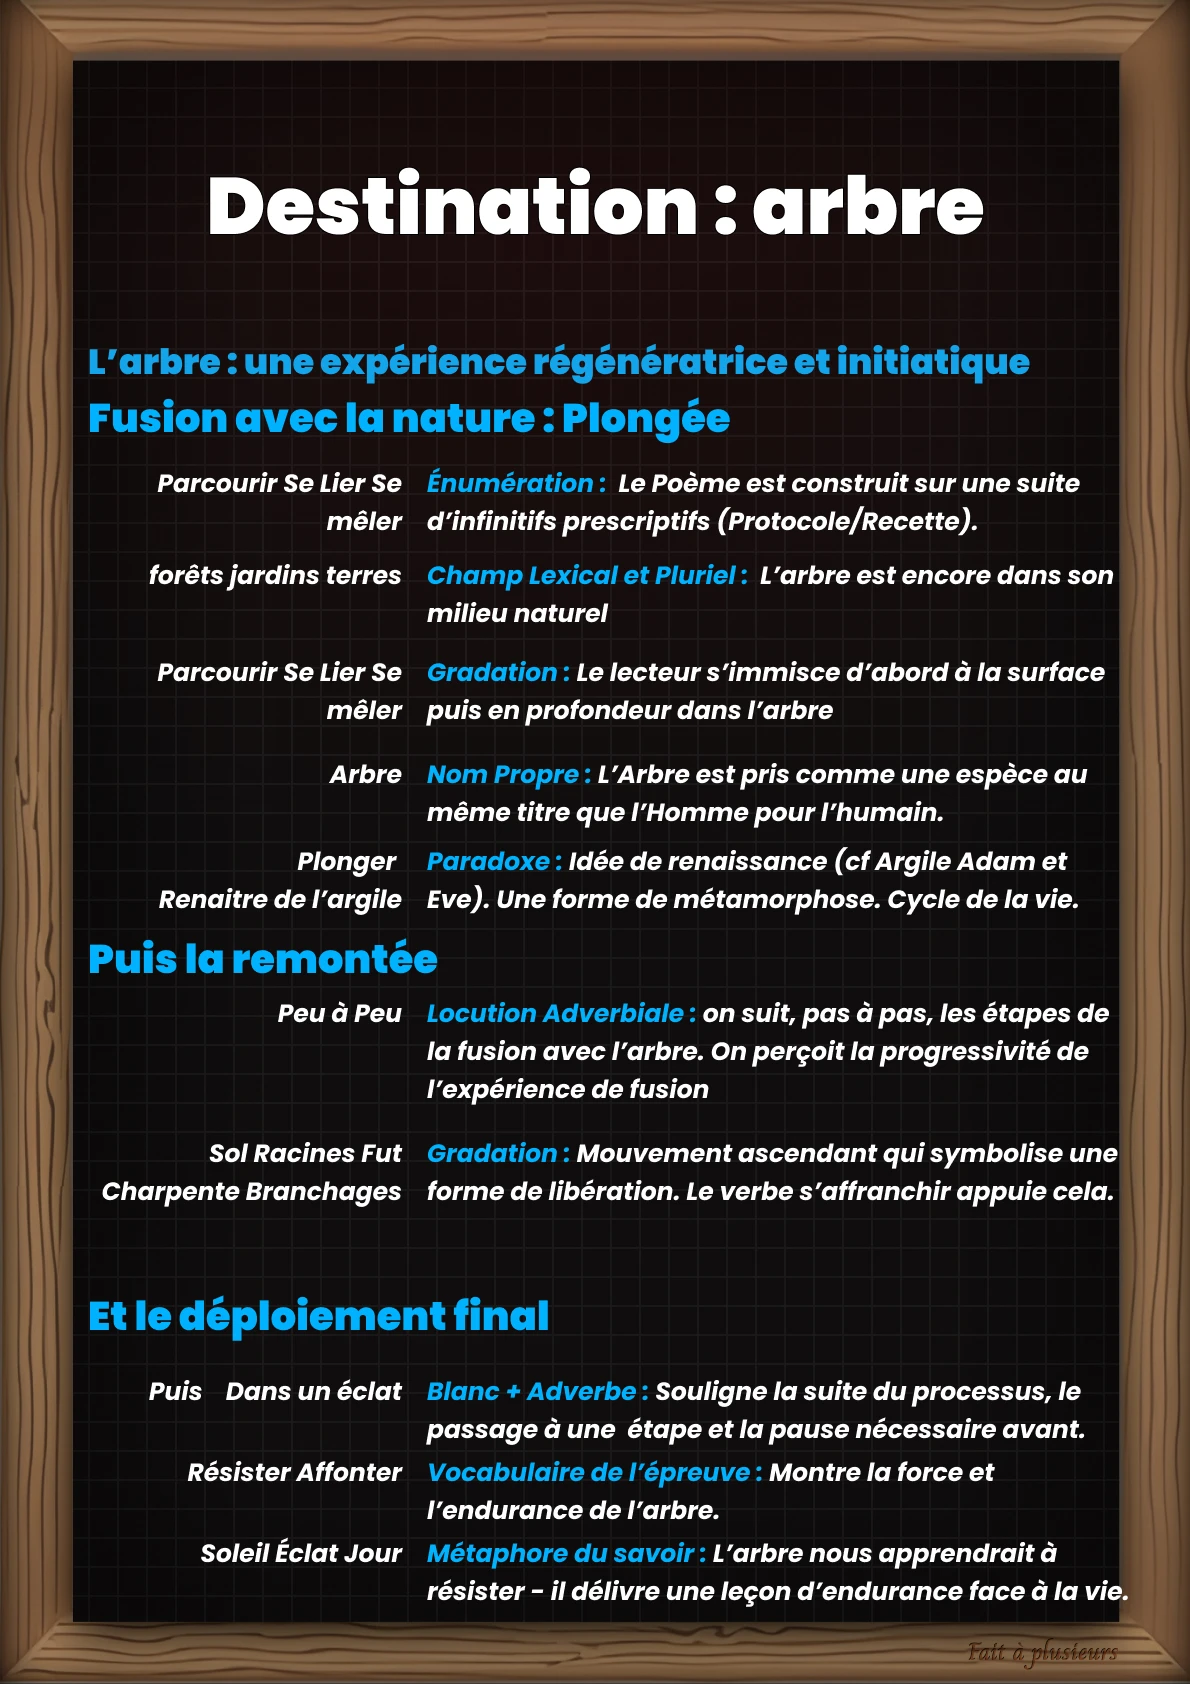 Destination : arbre
L’arbre : une expérience régénératrice et initiatique
Fusion avec la nature : Plongée
Parcourir Se Lier Se
mêler
Énumération : Le Poème est construit sur une suite
d’infinitifs prescriptifs (Protocole/Recette).
forêts jardins terres
Champ Lexical et Pluriel : L’arbre est encore dans son
milieu naturel
Parcourir Se Lier Se
mêler
Gradation : Le lecteur s’immisce d’abord à la surface
puis en profondeur dans l’arbre
Arbre
Nom Propre : L’Arbre est pris comme une espèce au
même titre que l’Homme pour l’humain.
Plonger
Renaitre de l’argile
Paradoxe : Idée de renaissance (cf Argile Adam et
Eve). Une forme de métamorphose. Cycle de la vie.
Puis la remontée
Peu à Peu
Locution Adverbiale : on suit, pas à pas, les étapes de
la fusion avec l’arbre. On perçoit la progressivité de
l’expérience de fusion
Sol Racines Fut
Charpente Branchages
Gradation : Mouvement ascendant qui symbolise une
forme de libération. Le verbe s’affranchir appuie cela.
Et le déploiement final
Puis Dans un éclat
Blanc + Adverbe : Souligne la suite du processus, le
passage à une étape et la pause nécessaire avant.
Résister Affonter
Vocabulaire de l’épreuve : Montre la force et
l’endurance de l’arbre.
Soleil Éclat Jour
Métaphore du savoir : L’arbre nous apprendrait à
résister - il délivre une leçon d’endurance face à la vie.
Fait à plusieurs